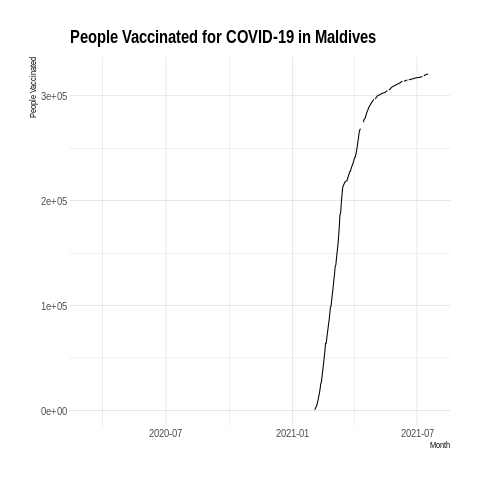 People Vaccinated for COVID-19 in Maldives
People Vaccinated
3e+05
2e+05
1e+05
0e+00
2020-07
2021-01
2021-07
Month